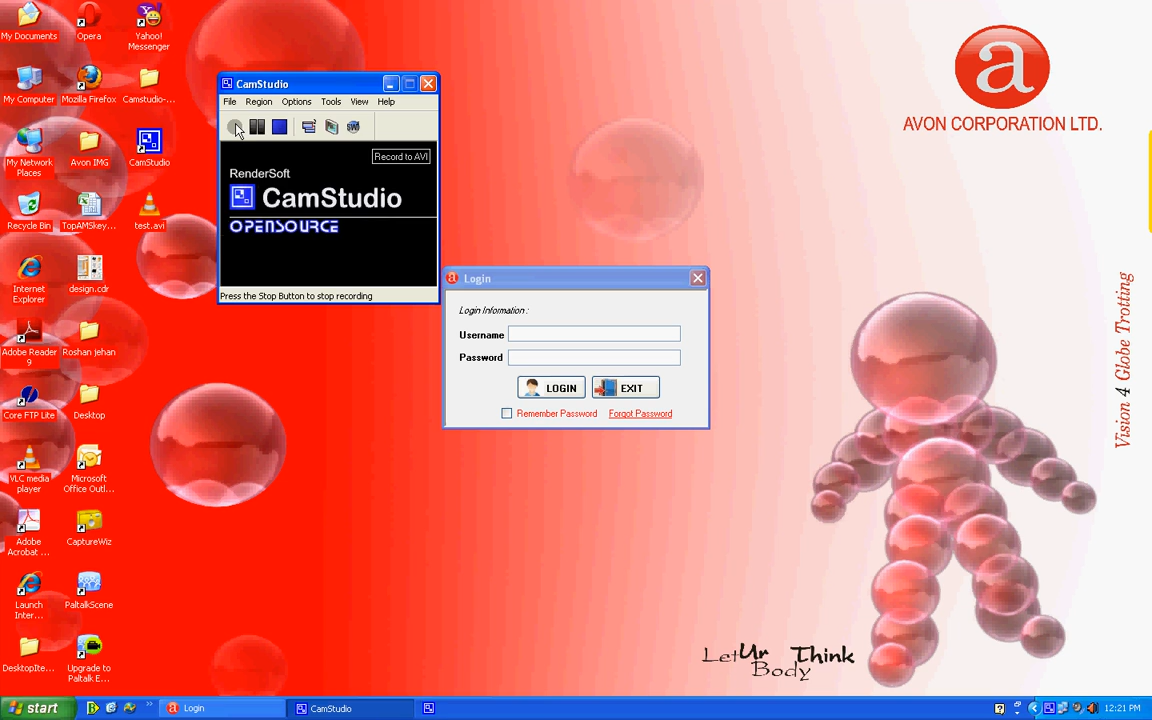 My Documents
Opera
Yahoo!
Messenger
My Computer
Mozilla Firefox
Camstudio-...
My Network
Places
Avon IMG
CamStudio
Recycle Bin
TopAMSkey...
test.avi
Internet
Explorer
design.cdr
Adobe Reader
9
Roshan jehan
Core FTP Lite
Desktop
VLC media
player
Microsoft
Office Outl...
Adobe
Acrobat ...
CaptureWiz
Launch
Inter...
PaltalkScene
DesktopIte...
Upgrade to
Paltalk E...
CamStudio
File Region Options Tools View Help
Record to AVI
RenderSoft
CamStudio
OPENSOURCE
Press the Stop Button to stop recording
Login
Login Information :
Username
Password
LOGIN
EXIT
Remember Password
Forgot Password
a
AVON CORPORATION LTD.
Vision 4 Globe Trotting
Let Ur Think
Body
start
Login
CamStudio
12:21 PM